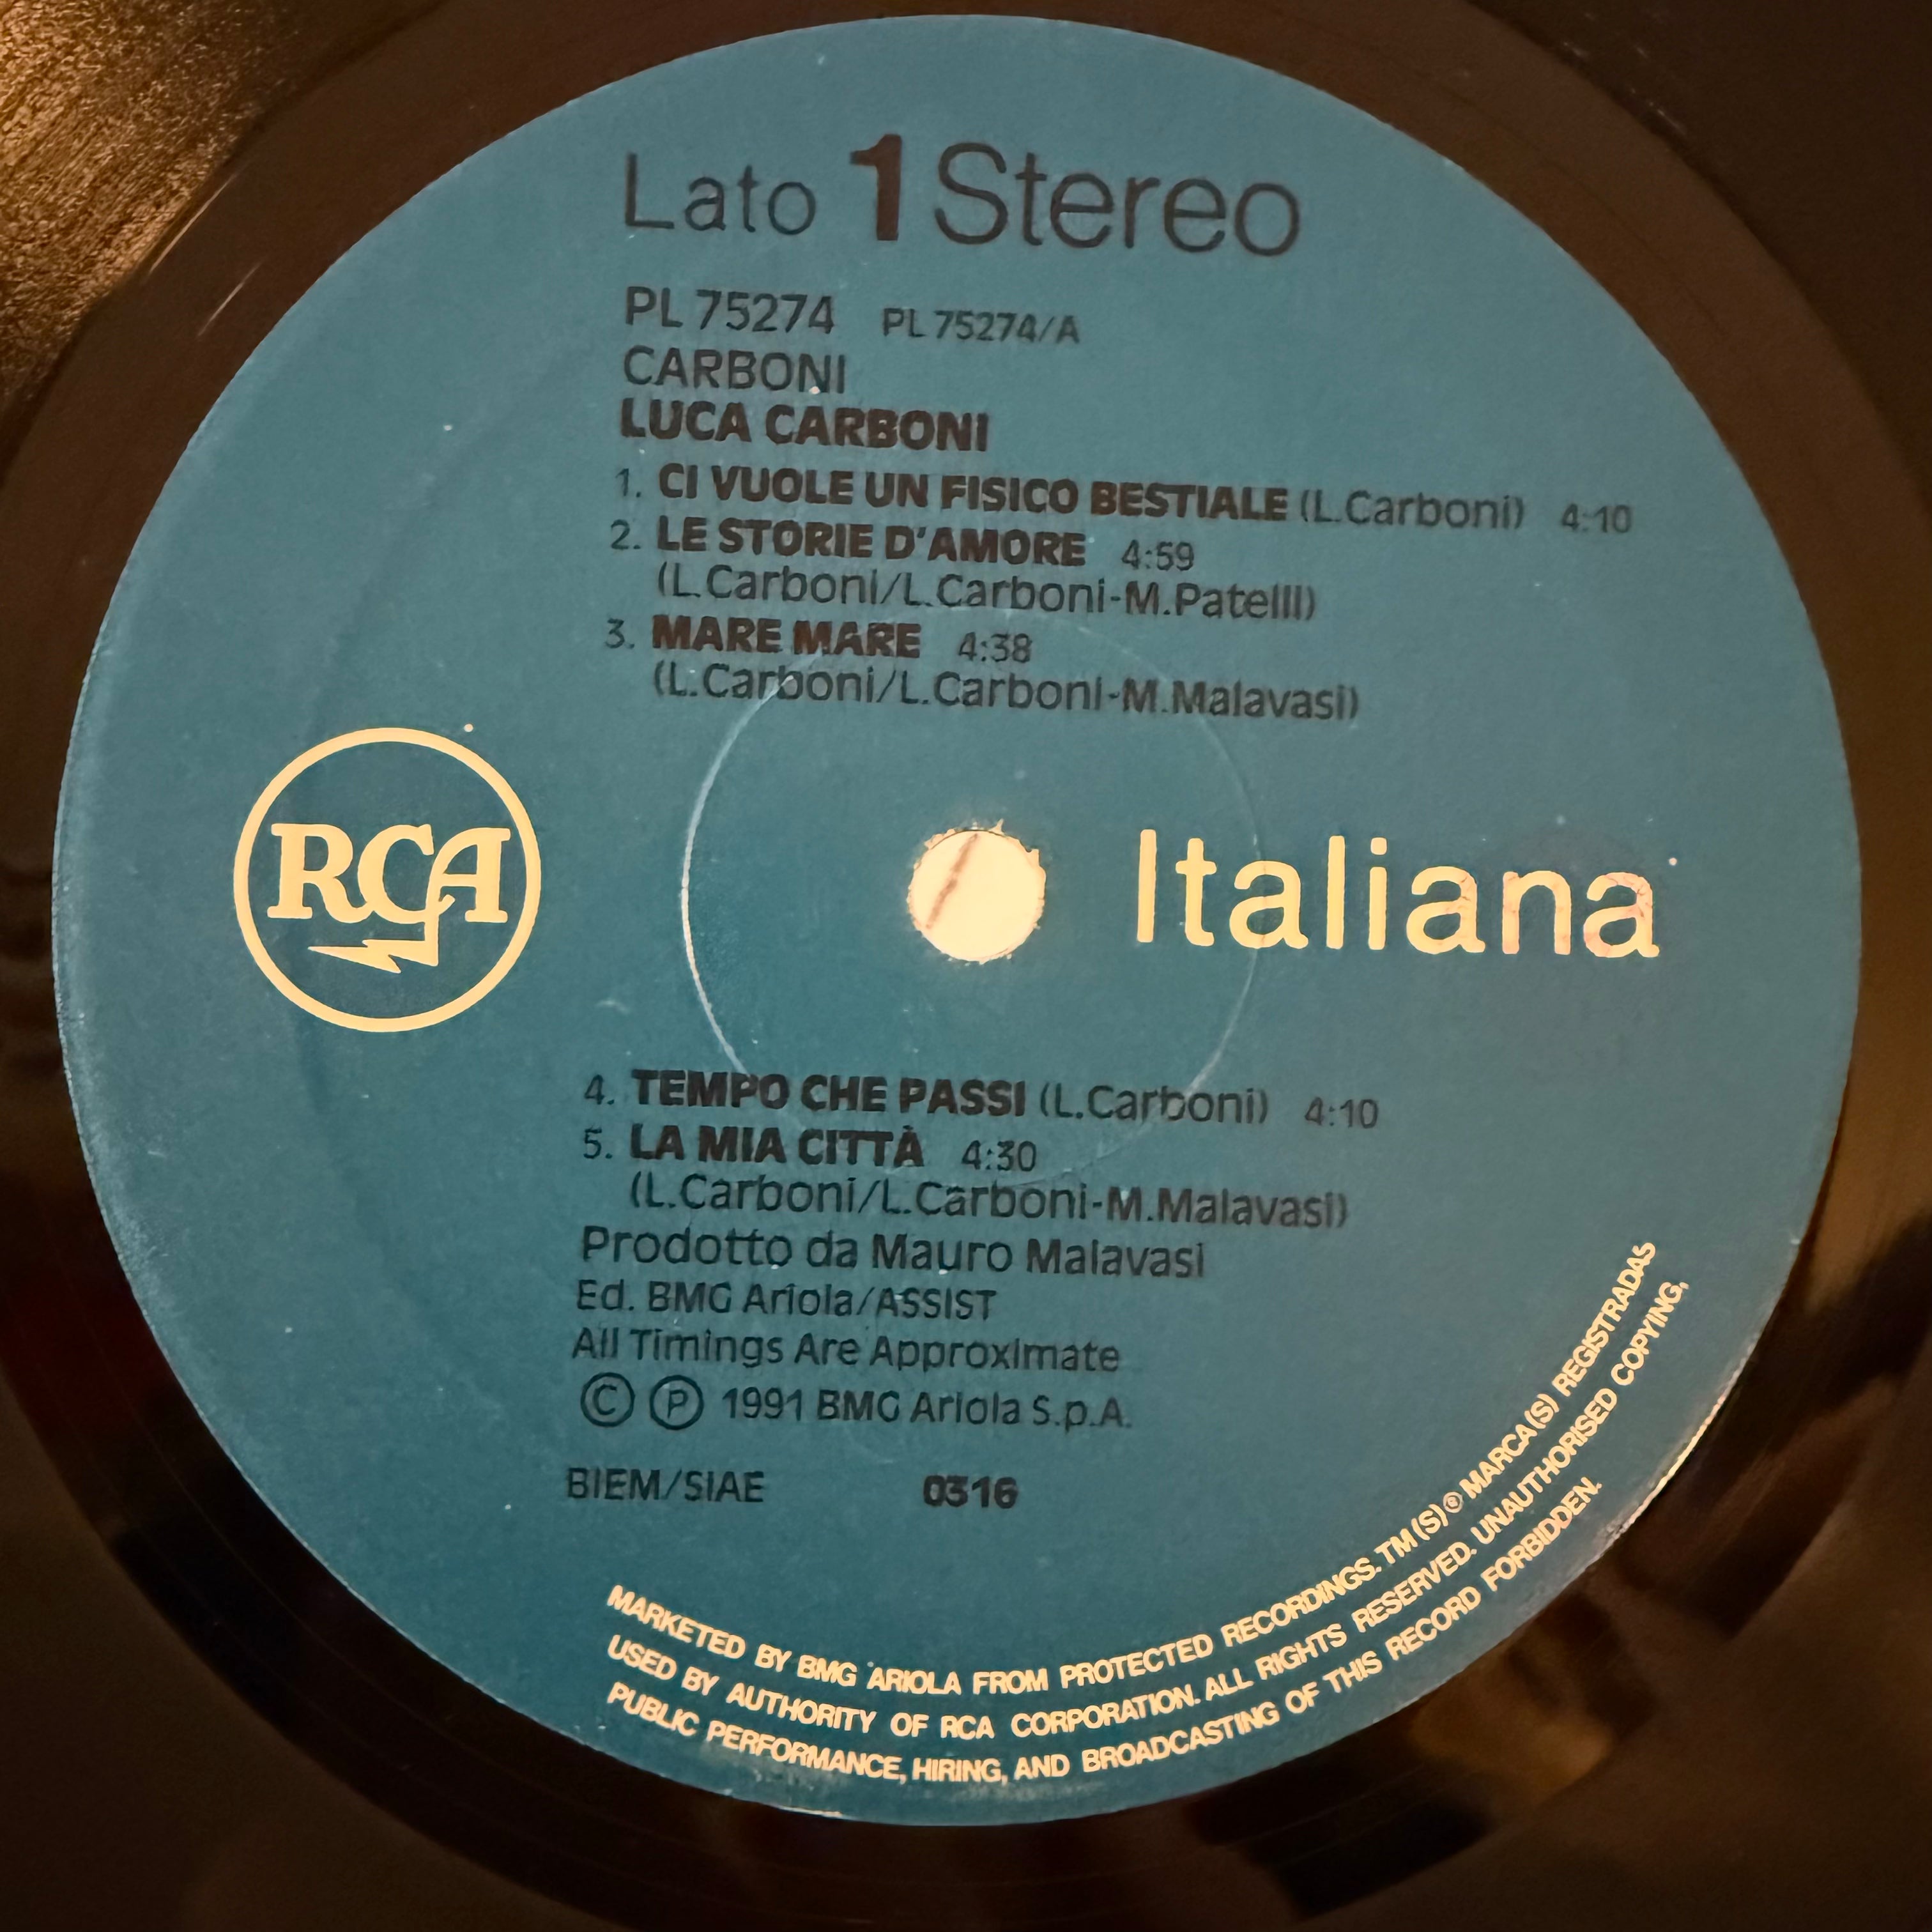 Lato 1 Stereo
PL 75274 PL 75274/A
CARBONI
LUCA CARBONI
1. CI VUOLE UN FISICO BESTIALE (L.Carboni) 4:10
2. LE STORIE D'AMORE 4:59
(L.Carboni/L.Carboni-M.Patelli)
3. MARE MARE 4:38
(L.Carboni/L.Carboni-M.Malavasi)
RCA Italiana
4. TEMPO CHE PASSI (L.Carboni) 4:10
5. LA MIA CITTÀ 4:30
(L.Carboni/L.Carboni-M.Malavasi)
Prodotto da Mauro Malavasi
Ed. BMG Ariola/ASSIST
All Timings Are Approximate
© ℗ 1991 BMG Ariola S.p.A.
BIEM/SIAE 0316
MARKETED BY BMG ARIOLA FROM PROTECTED RECORDINGS. TM(S)® MARCA(S) REGISTRADAS
USED BY AUTHORITY OF RCA CORPORATION. ALL RIGHTS RESERVED. UNAUTHORISED COPYING,
PUBLIC PERFORMANCE, HIRING, AND BROADCASTING OF THIS RECORD FORBIDDEN.